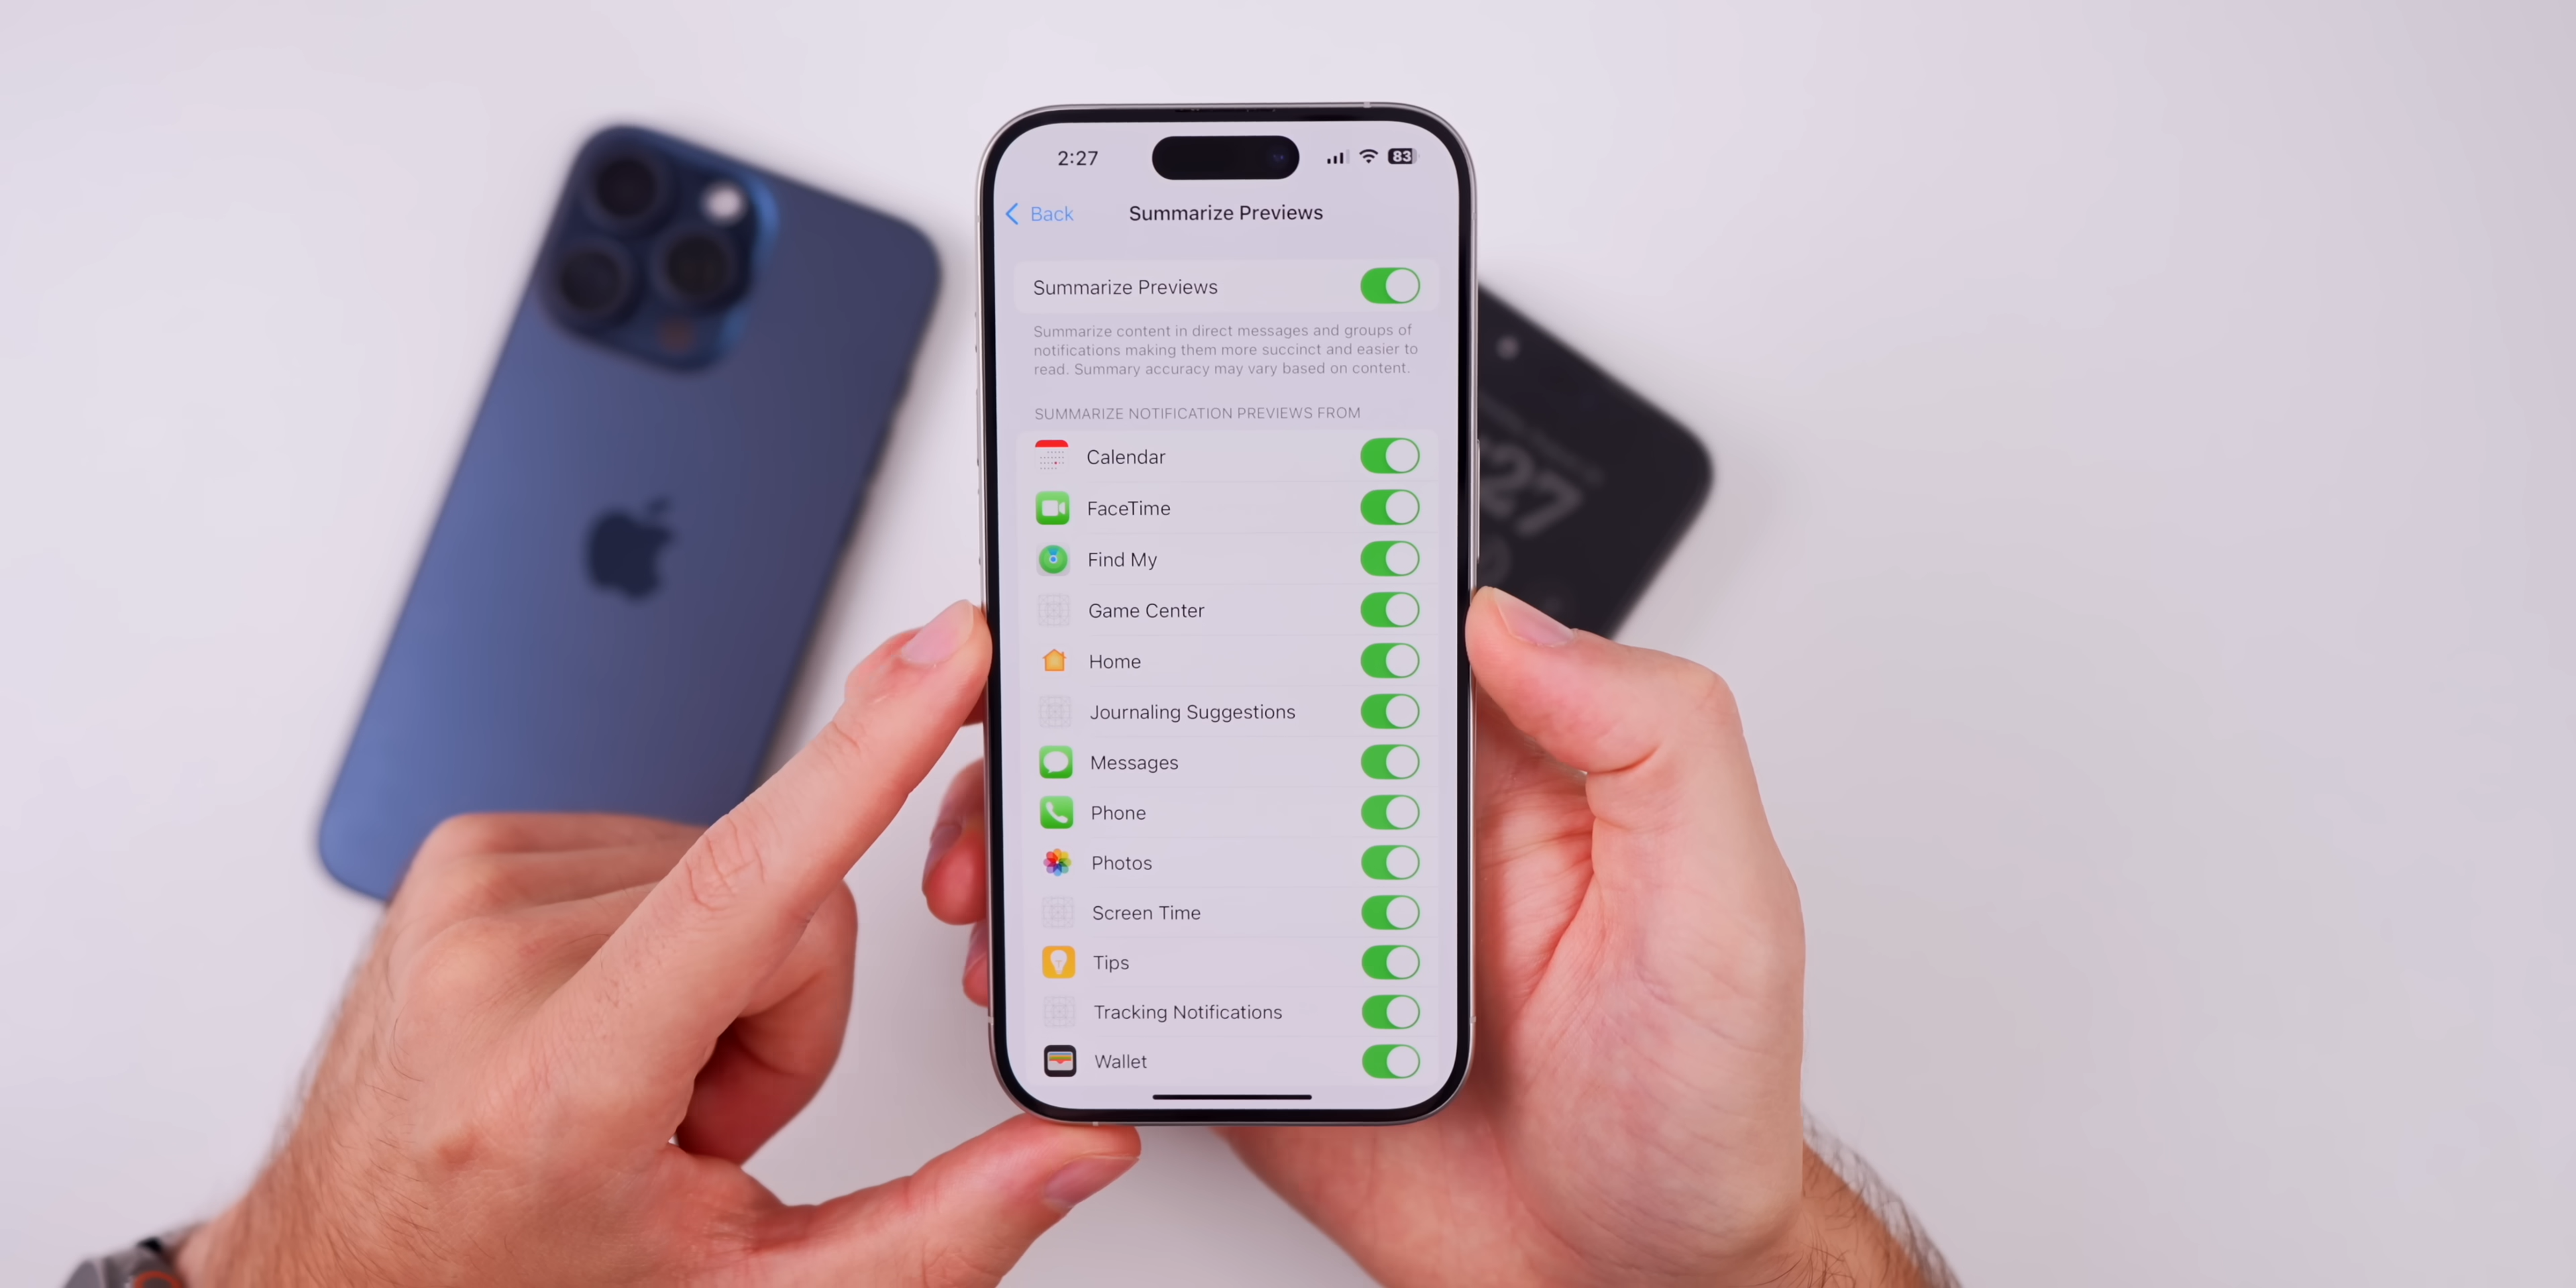 2:27
83
Back
Summarize Previews
Summarize Previews
Summarize content in direct messages and groups of
notifications making them more succinct and easier to
read. Summary accuracy may vary based on content.
SUMMARIZE NOTIFICATION PREVIEWS FROM
Calendar
FaceTime
Find My
Game Center
Home
Journaling Suggestions
Messages
Phone
Photos
Screen Time
Tips
Tracking Notifications
Wallet
:27